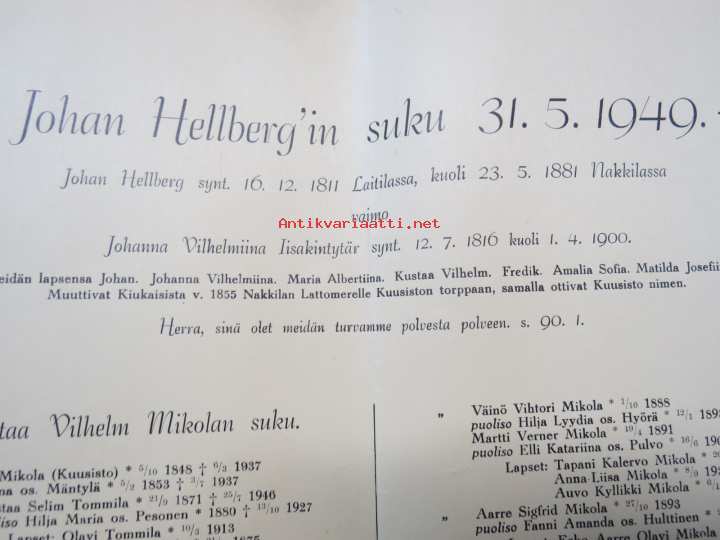 Johan Hellberg'in suku 31. 5. 1949.
Johan Hellberg synt. 16. 12. 1811 Laitilassa, kuoli 23. 5. 1881 Nakkilassa
vaimo
Antikvariaatti.net
Johanna Vilhelmiina Iisakintytär synt. 12. 7. 1816 kuoli 1. 4. 1900.
eidän lapsensa Johan. Johanna Vilhelmiina. Maria Albertiina. Kustaa Vilhelm. Fredik. Amalia Sofia. Matilda Josefii
Muuttivat Kiukaisista v. 1855 Nakkilan Lattomerelle Kuusiston torppaan, samalla ottivat Kuusisto nimen.
Herra, sinä olet meidän turvamme polvesta polveen. s. 90. 1.
taa Vilhelm Mikolan suku.
Mikola (Kuusisto) * 5/10 1848 † 6/3 1937
na os. Mäntylä * 5/2 1853 † 3/7 1937
staa Selim Tommila * 21/9 1871 † 25/7 1946
oliso Hilja Maria os. Pesonen * 1880 † 13/10 1927
Lapset: Olavi Tommila * 10/3 1913
" Väinö Vihtori Mikola * 1/10 1888
puoliso Hilja Lyydia os. Hyörä * 12/1 189
Martti Verner Mikola * 19/4 1891
puoliso Elli Katariina os. Pulvo * 16/6
Lapset: Tapani Kalervo Mikola *
Anna-Liisa Mikola * 8/9
Auvo Kyllikki Mikola *
" Aarre Sigfrid Mikola * 27/10 1893
puoliso Fanni Amanda os. Hulttinen *
Aarre Olavi Mikola